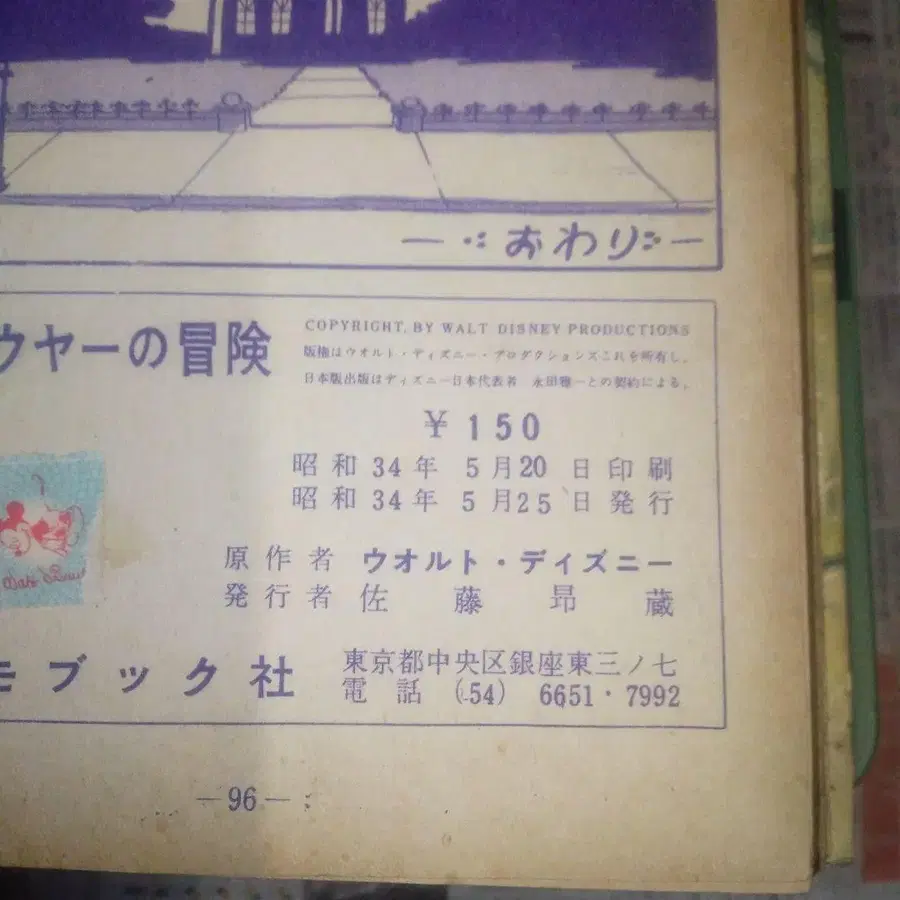 おわり
ウヤーの冒険
COPYRIGHT, BY WALT DISNEY PRODUCTIONS
版権はウオルト・ディズニー・プロダクションズこれを所有し、
日本版出版はディズニー日本代表者 永田雅一との契約による。
¥150
昭和34年 5月20日印刷
昭和34年 5月25日発行
原作者 ウオルト・ディズニー
発行者 佐藤昻蔵
モブック社
東京都中央区銀座東三ノ七
電話 (54) 6651・7992
—96—